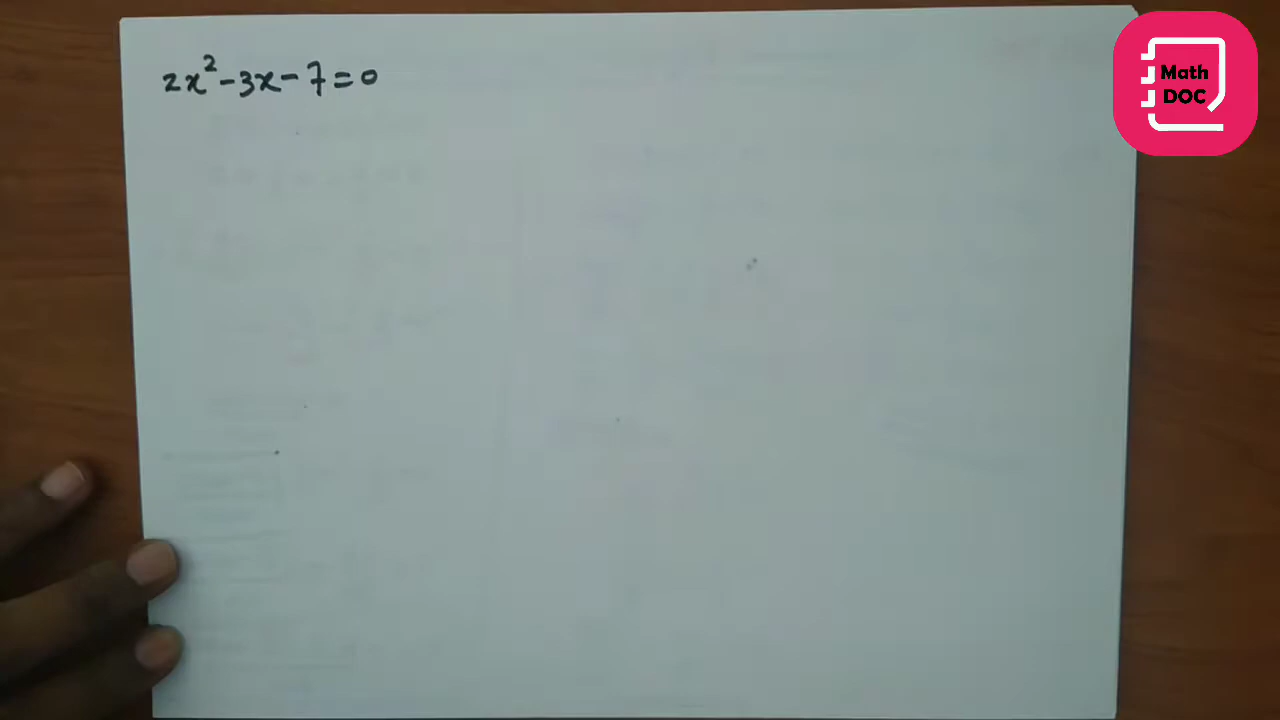 2x² - 3x - 7 = 0
Math
DOC